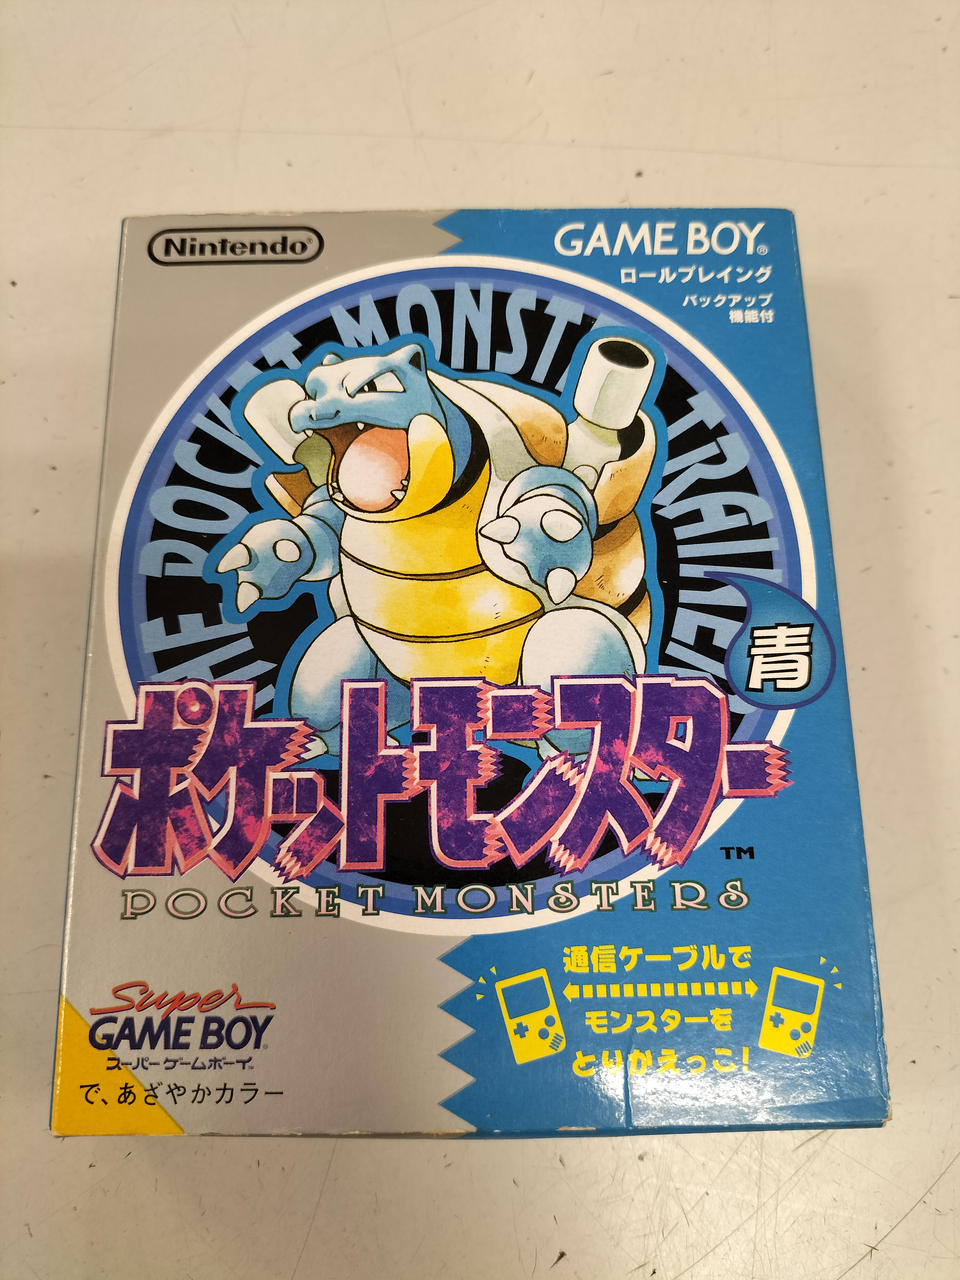 Nintendo®
GAME BOY®
ロールプレイング
バックアップ
機能付
THE POCKET MONSTER TRAINER
青
ポケットモンスター
TM
POCKET MONSTERS
通信ケーブルで
モンスターを
とりかえっこ!
Super
GAME BOY®
スーパーゲームボーイ™
で、あざやかカラー